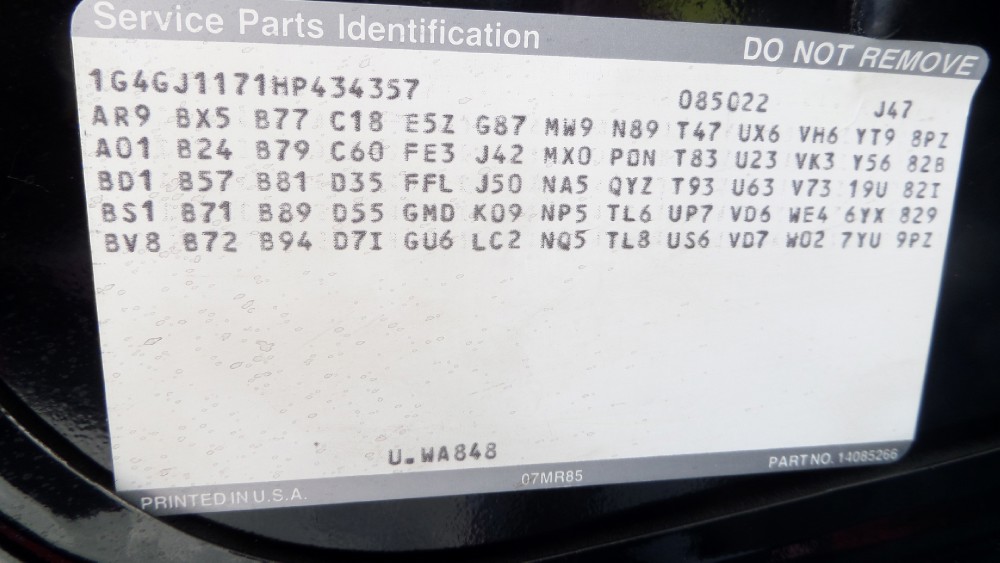 Service Parts Identification DO NOT REMOVE
1G4GJ1171HP434357 085022 J47
AR9 BX5 B77 C18 E5Z G87 MW9 N89 T47 UX6 VH6 YT9 8PZ
A01 B24 B79 C60 FE3 J42 MX0 PDN T83 U23 VK3 Y56 82B
BD1 B57 B81 D35 FFL J50 NA5 QYZ T93 U63 V73 19U 82I
BS1 B71 B89 D55 GMD K09 NP5 TL6 UP7 VD6 WE4 6YX 829
BV8 B72 B94 D7I GU6 LC2 NQ5 TL8 US6 VD7 W02 7YU 9PZ
U.WA848
PRINTED IN U.S.A. 07MR85 PART NO. 14085266